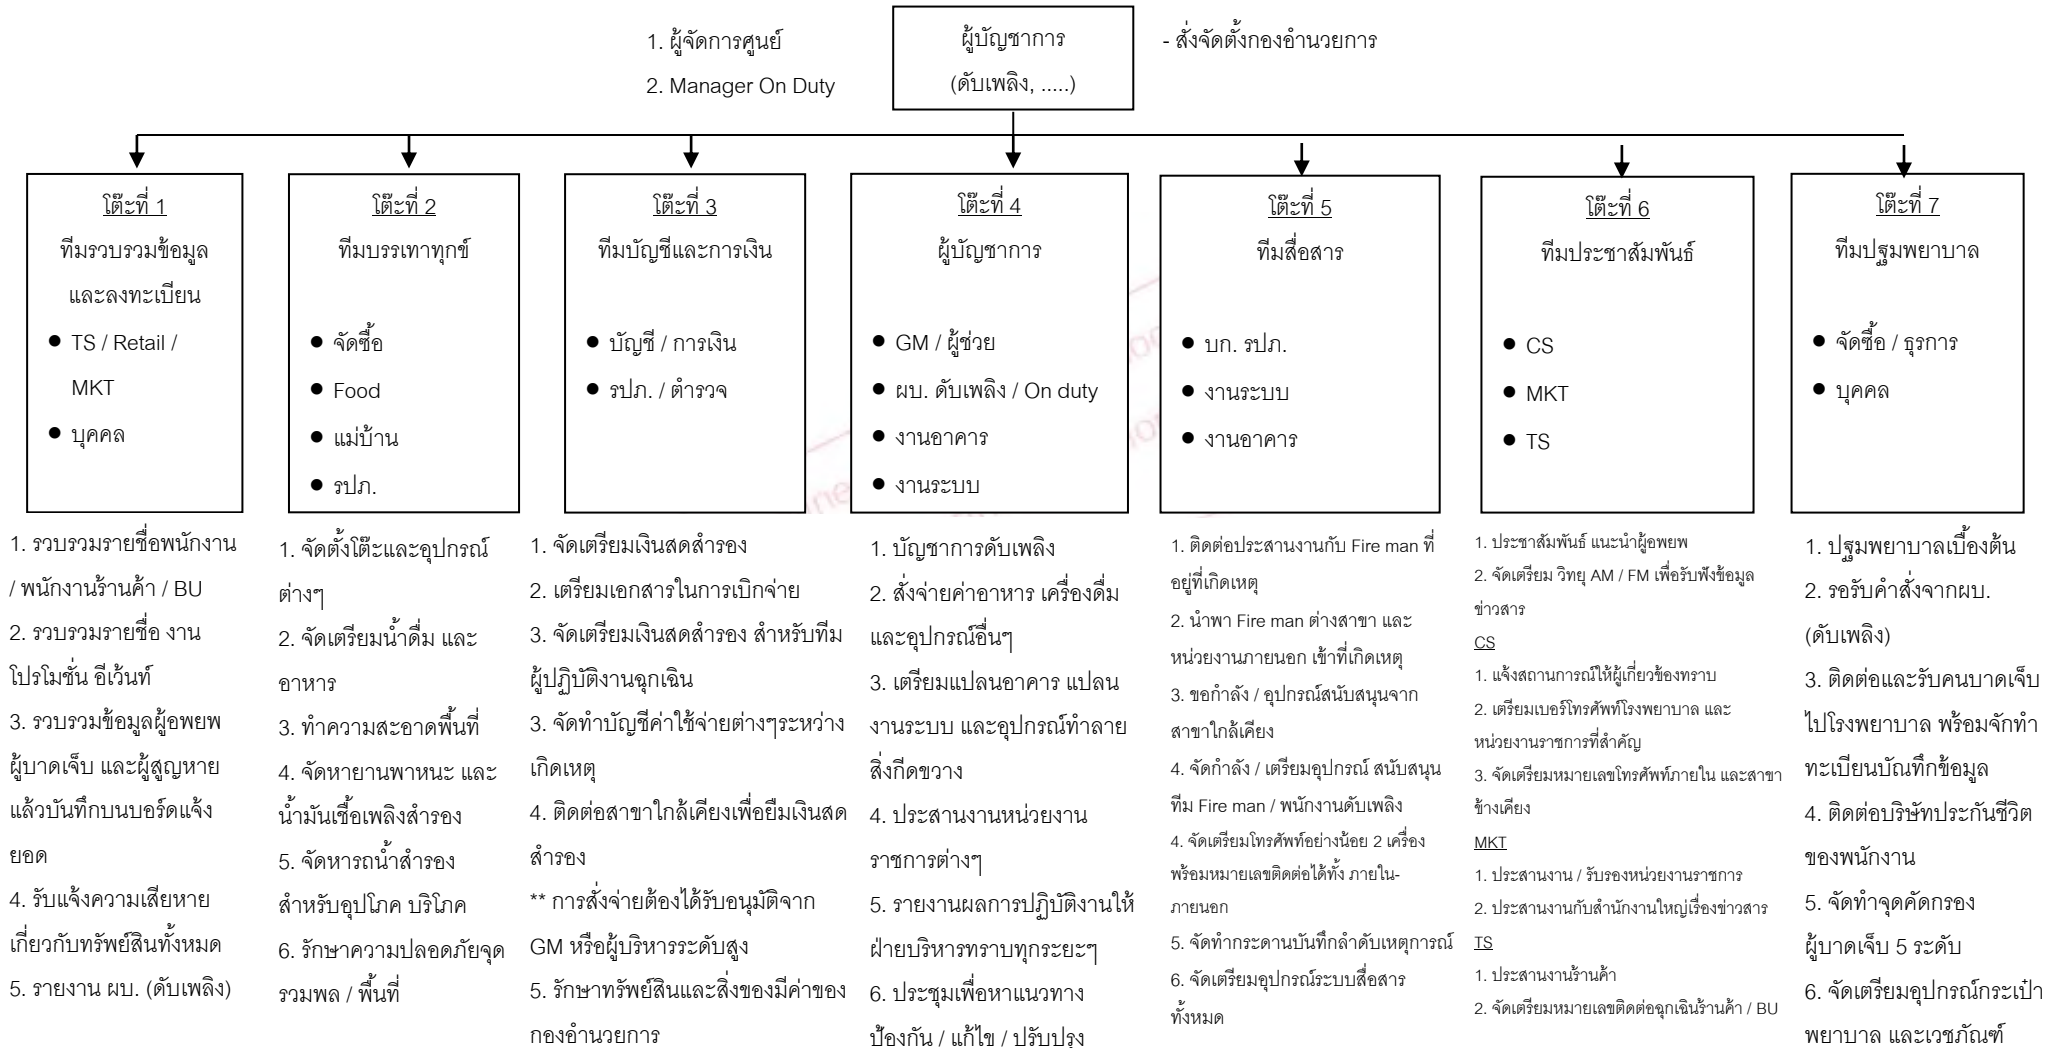 1. ผู้จัดการศูนย์
2. Manager On Duty
ผู้บัญชาการ
(ดับเพลิง, .....)
- สั่งจัดตั้งกองอำนวยการ
โต๊ะที่ 1
ทีมรวบรวมข้อมูล
และลงทะเบียน
● TS / Retail /
MKT
● บุคคล
โต๊ะที่ 2
ทีมบรรเทาทุกข์
● จัดซื้อ
● Food
● แม่บ้าน
● รปภ.
โต๊ะที่ 3
ทีมบัญชีและการเงิน
● บัญชี / การเงิน
● รปภ. / ตำรวจ
โต๊ะที่ 4
ผู้บัญชาการ
● GM / ผู้ช่วย
● ผบ. ดับเพลิง / On duty
● งานอาคาร
● งานระบบ
โต๊ะที่ 5
ทีมสื่อสาร
● บก. รปภ.
● งานระบบ
● งานอาคาร
โต๊ะที่ 6
ทีมประชาสัมพันธ์
● CS
● MKT
● TS
โต๊ะที่ 7
ทีมปฐมพยาบาล
● จัดซื้อ / ธุรการ
● บุคคล
1. รวบรวมรายชื่อพนักงาน
/ พนักงานร้านค้า / BU
2. รวบรวมรายชื่อ งาน
โปรโมชั่น อีเว้นท์
3. รวบรวมข้อมูลผู้อพยพ
ผู้บาดเจ็บ และผู้สูญหาย
แล้วบันทึกบนบอร์ดแจ้ง
ยอด
4. รับแจ้งความเสียหาย
เกี่ยวกับทรัพย์สินทั้งหมด
5. รายงาน ผบ. (ดับเพลิง)
1. จัดตั้งโต๊ะและอุปกรณ์
ต่างๆ
2. จัดเตรียมน้ำดื่ม และ
อาหาร
3. ทำความสะอาดพื้นที่
4. จัดหายานพาหนะ และ
น้ำมันเชื้อเพลิงสำรอง
5. จัดหารถน้ำสำรอง
สำหรับอุปโภค บริโภค
6. รักษาความปลอดภัยจุด
รวมพล / พื้นที่
1. จัดเตรียมเงินสดสำรอง
2. เตรียมเอกสารในการเบิกจ่าย
3. จัดเตรียมเงินสดสำรอง สำหรับทีม
ผู้ปฏิบัติงานฉุกเฉิน
3. จัดทำบัญชีค่าใช้จ่ายต่างๆระหว่าง
เกิดเหตุ
4. ติดต่อสาขาใกล้เคียงเพื่อยืมเงินสด
สำรอง
** การสั่งจ่ายต้องได้รับอนุมัติจาก
GM หรือผู้บริหารระดับสูง
5. รักษาทรัพย์สินและสิ่งของมีค่าของ
กองอำนวยการ
1. บัญชาการดับเพลิง
2. สั่งจ่ายค่าอาหาร เครื่องดื่ม
และอุปกรณ์อื่นๆ
3. เตรียมแปลนอาคาร แปลน
งานระบบ และอุปกรณ์ทำลาย
สิ่งกีดขวาง
4. ประสานงานหน่วยงาน
ราชการต่างๆ
5. รายงานผลการปฏิบัติงานให้
ฝ่ายบริหารทราบทุกระยะๆ
6. ประชุมเพื่อหาแนวทาง
ป้องกัน / แก้ไข / ปรับปรุง
1. ติดต่อประสานงานกับ Fire man ที่
อยู่ที่เกิดเหตุ
2. นำพา Fire man ต่างสาขา และ
หน่วยงานภายนอก เข้าที่เกิดเหตุ
3. ขอกำลัง / อุปกรณ์สนับสนุนจาก
สาขาใกล้เคียง
4. จัดกำลัง / เตรียมอุปกรณ์ สนับสนุน
ทีม Fire man / พนักงานดับเพลิง
4. จัดเตรียมโทรศัพท์อย่างน้อย 2 เครื่อง
พร้อมหมายเลขติดต่อได้ทั้ง ภายใน-
ภายนอก
5. จัดทำกระดานบันทึกลำดับเหตุการณ์
6. จัดเตรียมอุปกรณ์ระบบสื่อสาร
ทั้งหมด
1. ประชาสัมพันธ์ แนะนำผู้อพยพ
2. จัดเตรียม วิทยุ AM / FM เพื่อรับฟังข้อมูล
ข่าวสาร
CS
1. แจ้งสถานการณ์ให้ผู้เกี่ยวข้องทราบ
2. เตรียมเบอร์โทรศัพท์โรงพยาบาล และ
หน่วยงานราชการที่สำคัญ
3. จัดเตรียมหมายเลขโทรศัพท์ภายใน และสาขา
ข้างเคียง
MKT
1. ประสานงาน / รับรองหน่วยงานราชการ
2. ประสานงานกับสำนักงานใหญ่เรื่องข่าวสาร
TS
1. ประสานงานร้านค้า
2. จัดเตรียมหมายเลขติดต่อฉุกเฉินร้านค้า / BU
1. ปฐมพยาบาลเบื้องต้น
2. รอรับคำสั่งจากผบ.
(ดับเพลิง)
3. ติดต่อและรับคนบาดเจ็บ
ไปโรงพยาบาล พร้อมจักทำ
ทะเบียนบัณทึกข้อมูล
4. ติดต่อบริษัทประกันชีวิต
ของพนักงาน
5. จัดทำจุดคัดกรอง
ผู้บาดเจ็บ 5 ระดับ
6. จัดเตรียมอุปกรณ์กระเป๋า
พยาบาล และเวชภัณฑ์